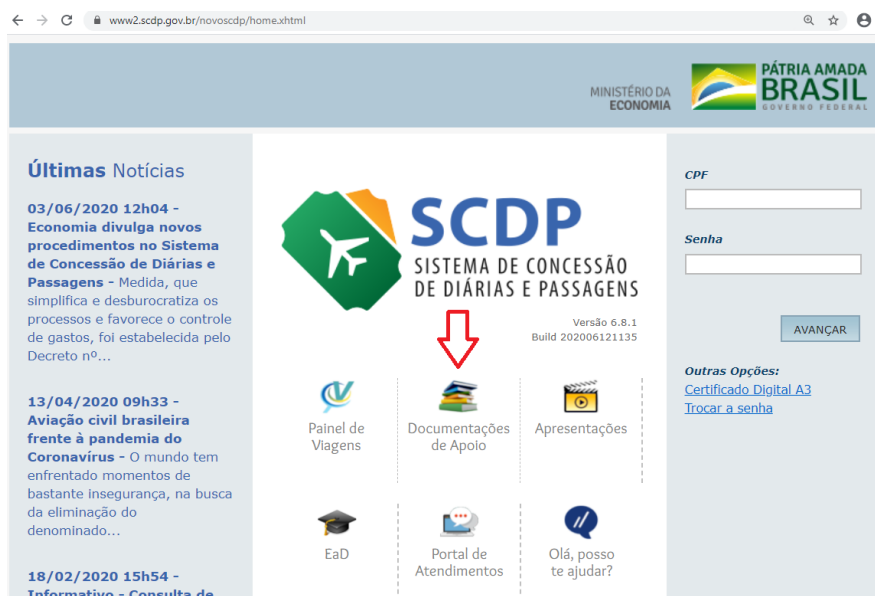 www2.scdp.gov.br/novoscdp/home.xhtml
MINISTÉRIO DA
ECONOMIA
PÁTRIA AMADA
BRASIL
GOVERNO FEDERAL
Últimas Notícias
03/06/2020 12h04 -
Economia divulga novos
procedimentos no Sistema
de Concessão de Diárias e
Passagens - Medida, que
simplifica e desburocratiza os
processos e favorece o controle
de gastos, foi estabelecida pelo
Decreto nº...
13/04/2020 09h33 -
Aviação civil brasileira
frente à pandemia do
Coronavírus - O mundo tem
enfrentado momentos de
bastante insegurança, na busca
da eliminação do
denominado...
18/02/2020 15h54 -
Informativo - Consulta de
SCDP
SISTEMA DE CONCESSÃO
DE DIÁRIAS E PASSAGENS
Versão 6.8.1
Build 202006121135
Painel de
Viagens
Documentações
de Apoio
Apresentações
EaD
Portal de
Atendimentos
Olá, posso
te ajudar?
CPF
Senha
AVANÇAR
Outras Opções:
Certificado Digital A3
Trocar a senha